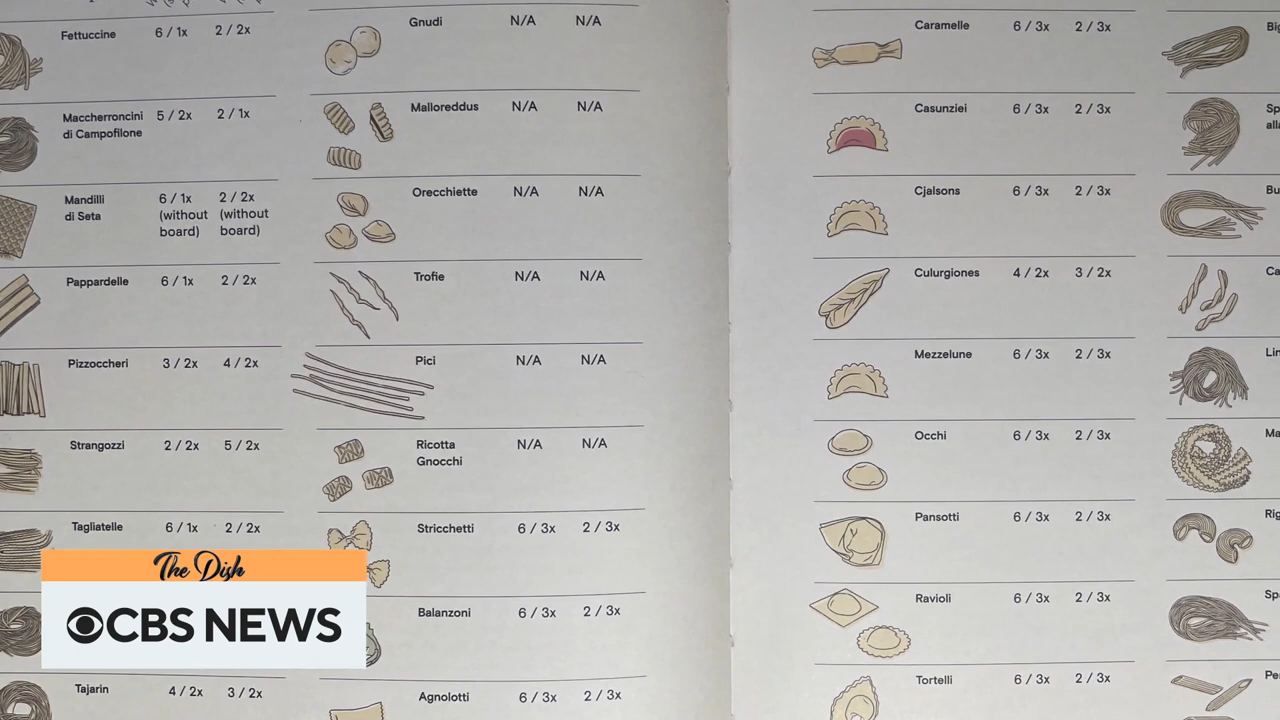 Fettuccine 6 / 1x 2 / 2x
Maccherroncini 5 / 2x 2 / 1x
di Campofilone
Mandilli 6 / 1x 2 / 2x
di Seta (without (without
board) board)
Pappardelle 6 / 1x 2 / 2x
Pizzoccheri 3 / 2x 4 / 2x
Strangozzi 2 / 2x 5 / 2x
Tagliatelle 6 / 1x 2 / 2x
Tajarin 4 / 2x 3 / 2x
Gnudi N/A N/A
Malloreddus N/A N/A
Orecchiette N/A N/A
Trofie N/A N/A
Pici N/A N/A
Ricotta N/A N/A
Gnocchi
Stricchetti 6 / 3x 2 / 3x
Balanzoni 6 / 3x 2 / 3x
Agnolotti 6 / 3x 2 / 3x
Caramelle 6 / 3x 2 / 3x
Casunziei 6 / 3x 2 / 3x
Cjalsons 6 / 3x 2 / 3x
Culurgiones 4 / 2x 3 / 2x
Mezzelune 6 / 3x 2 / 3x
Occhi 6 / 3x 2 / 3x
Pansotti 6 / 3x 2 / 3x
Ravioli 6 / 3x 2 / 3x
Tortelli 6 / 3x 2 / 3x
The Dish
CBS NEWS